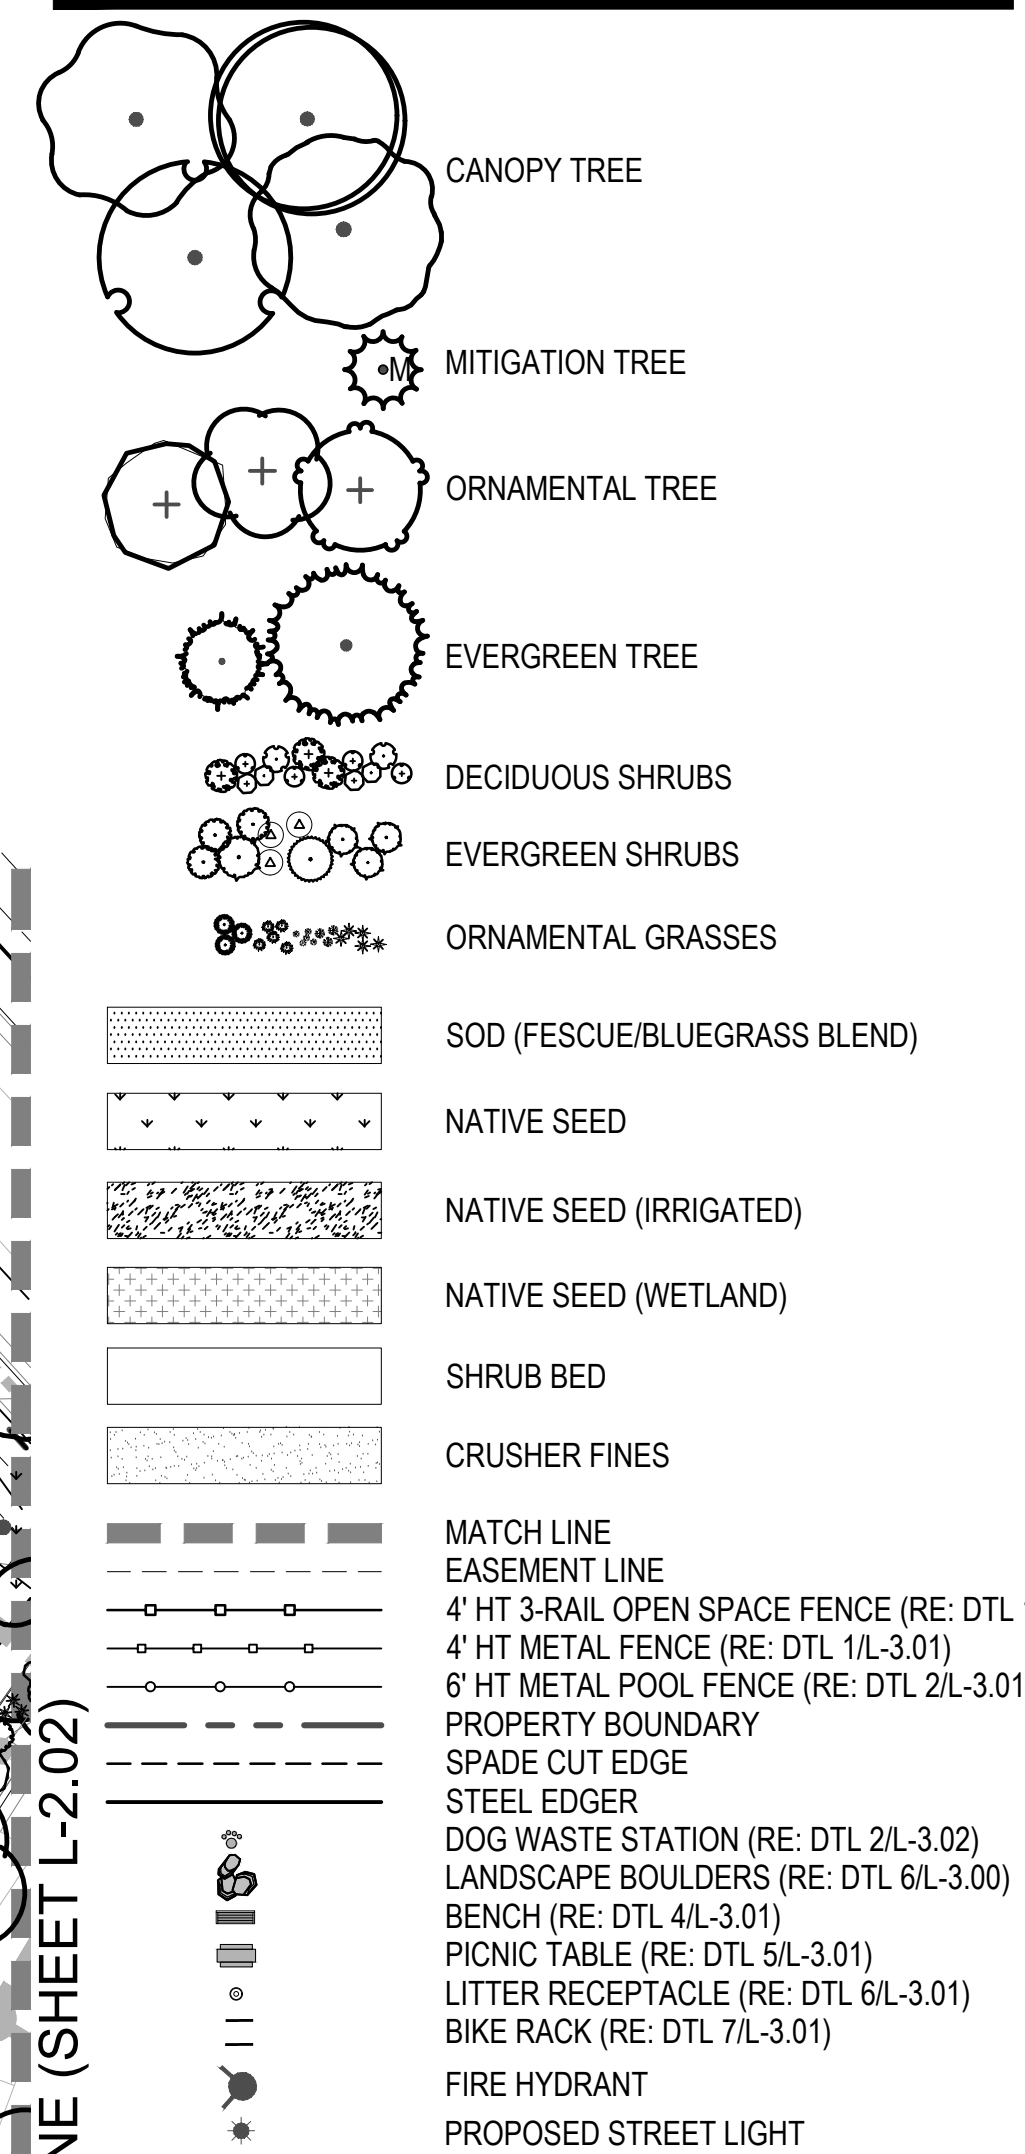 CANOPY TREE
M
MITIGATION TREE
ORNAMENTAL TREE
EVERGREEN TREE
DECIDUOUS SHRUBS
EVERGREEN SHRUBS
ORNAMENTAL GRASSES
SOD (FESCUE/BLUEGRASS BLEND)
NATIVE SEED
NATIVE SEED (IRRIGATED)
NATIVE SEED (WETLAND)
SHRUB BED
CRUSHER FINES
MATCH LINE
EASEMENT LINE
4' HT 3-RAIL OPEN SPACE FENCE (RE: DTL
4' HT METAL FENCE (RE: DTL 1/L-3.01)
6' HT METAL POOL FENCE (RE: DTL 2/L-3.01
PROPERTY BOUNDARY
SPADE CUT EDGE
STEEL EDGER
DOG WASTE STATION (RE: DTL 2/L-3.02)
LANDSCAPE BOULDERS (RE: DTL 6/L-3.00)
BENCH (RE: DTL 4/L-3.01)
PICNIC TABLE (RE: DTL 5/L-3.01)
LITTER RECEPTACLE (RE: DTL 6/L-3.01)
BIKE RACK (RE: DTL 7/L-3.01)
FIRE HYDRANT
PROPOSED STREET LIGHT
NE (SHEET L-2.02)